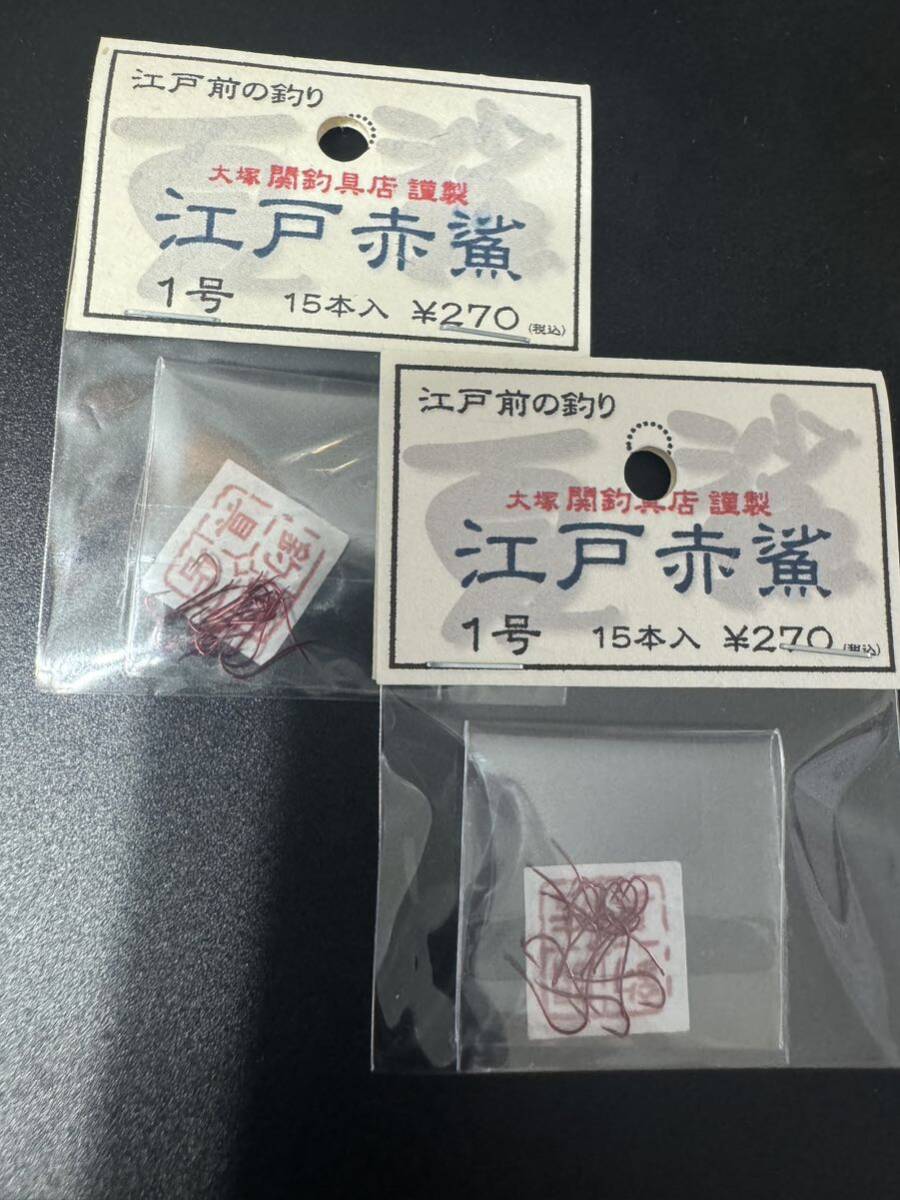 江戸前の釣り
大塚 関釣具店 謹製
江戸赤鯊
1号 15本入 ¥270(税込)
江戸前の釣り
大塚 関釣具店 謹製
江戸赤鯊
1号 15本入 ¥270(税込)